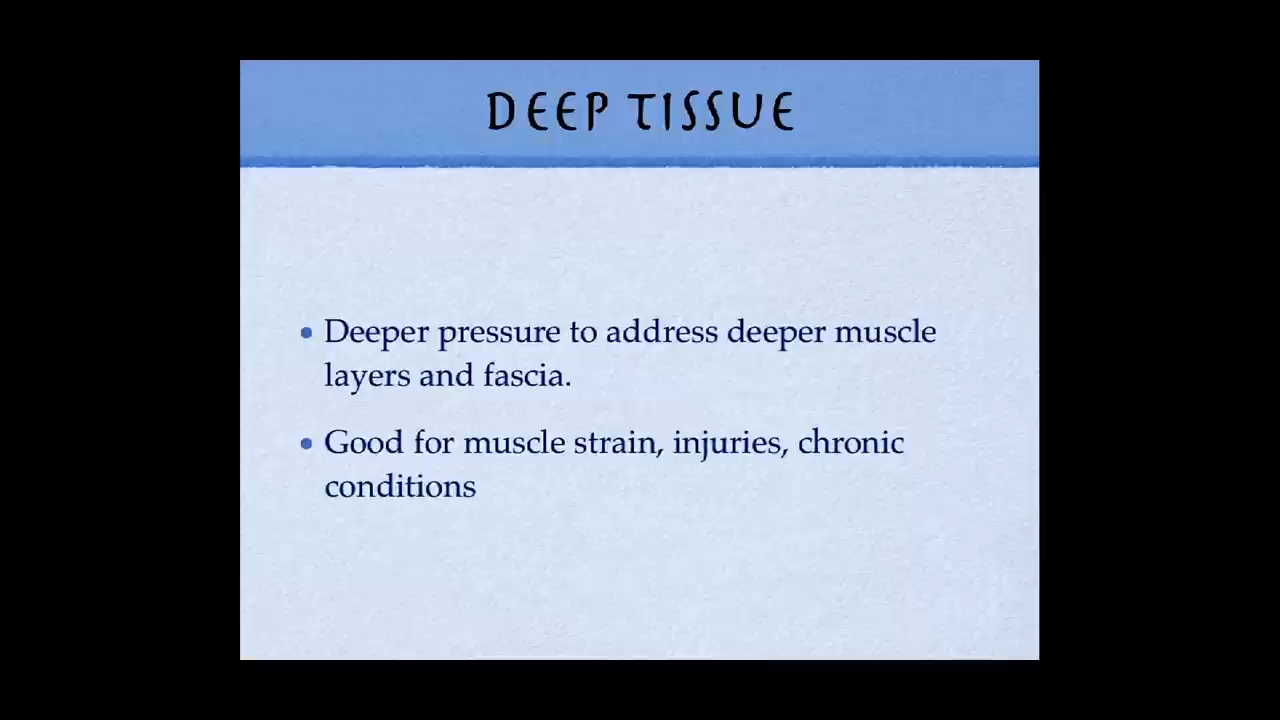 DEEP TISSUE
• Deeper pressure to address deeper muscle
layers and fascia.
• Good for muscle strain, injuries, chronic
conditions